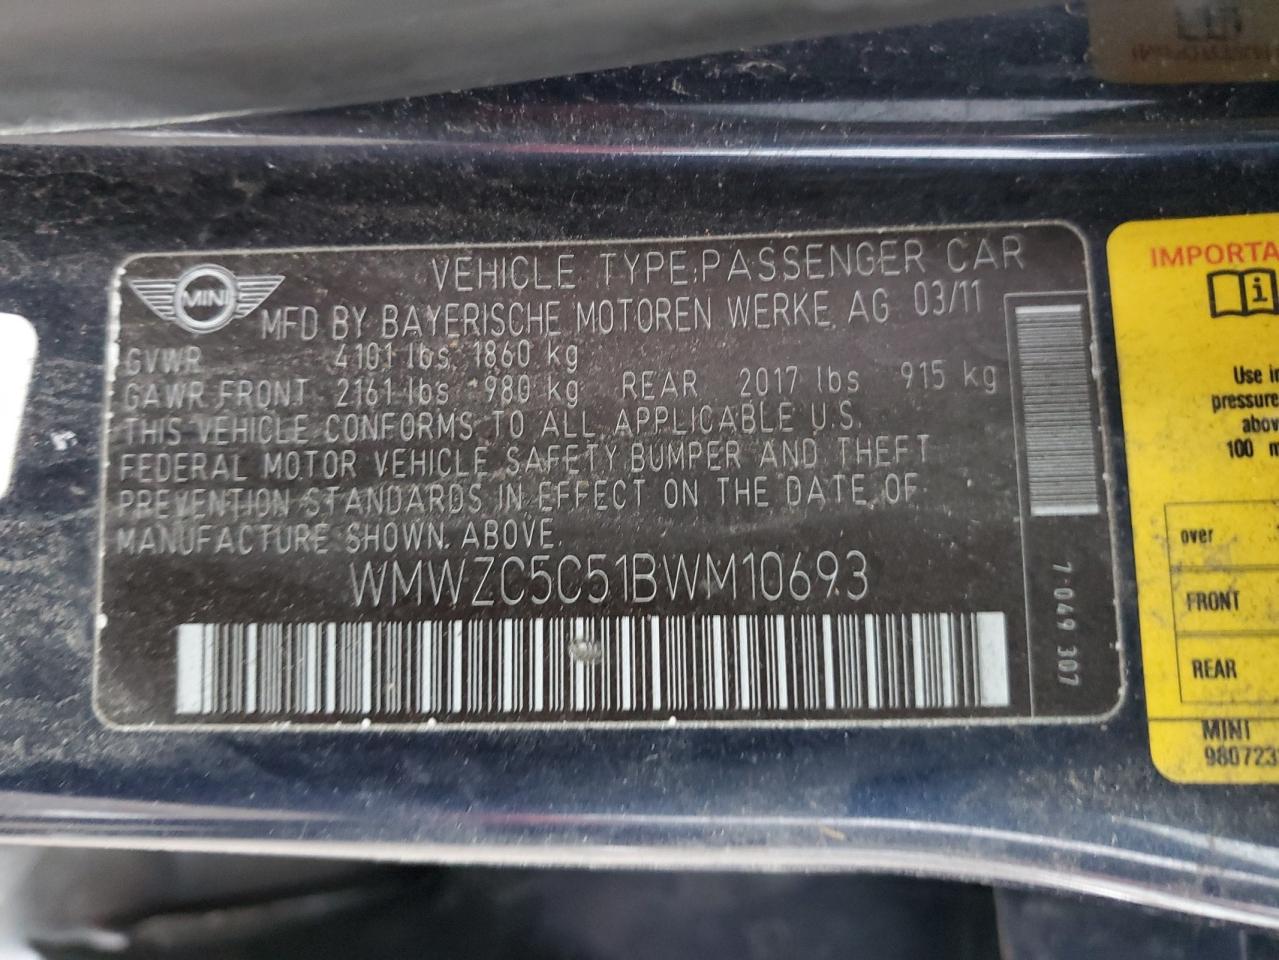 MINI
VEHICLE TYPE:PASSENGER CAR
MFD BY BAYERISCHE MOTOREN WERKE AG 03/11
GVWR 4101 lbs 1860 kg
GAWR FRONT 2161 lbs 980 kg REAR 2017 lbs 915 kg
THIS VEHICLE CONFORMS TO ALL APPLICABLE U.S.
FEDERAL MOTOR VEHICLE SAFETY BUMPER AND THEFT
PREVENTION STANDARDS IN EFFECT ON THE DATE OF
MANUFACTURE SHOWN ABOVE.
WMWZC5C51BWM10693
7 049 307
IMPORTA
i
Use in
pressure
abov
100 m
over
FRONT
REAR
MINI
980723